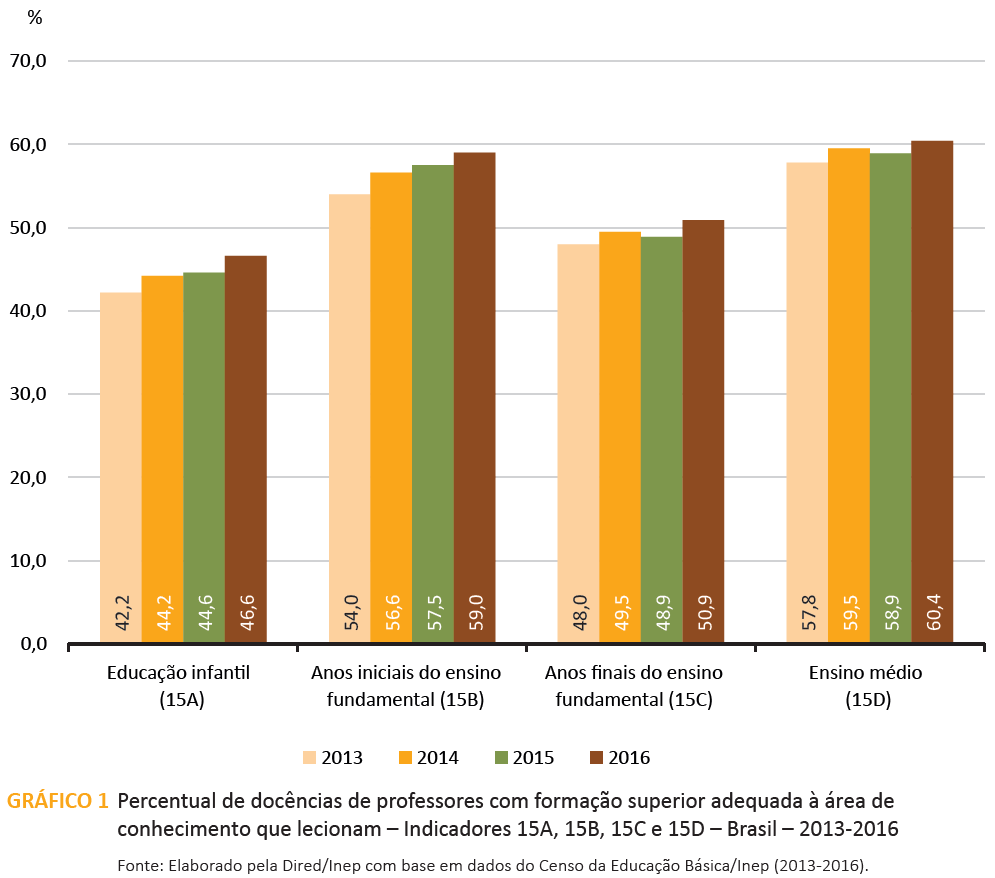 %
70,0
60,0
50,0
40,0
30,0
20,0
10,0
0,0
42,2
44,2
44,6
46,6
54,0
56,6
57,5
59,0
48,0
49,5
48,9
50,9
57,8
59,5
58,9
60,4
Educação infantil
(15A)
Anos iniciais do ensino
fundamental (15B)
Anos finais do ensino
fundamental (15C)
Ensino médio
(15D)
2013 2014 2015 2016
GRÁFICO 1 Percentual de docências de professores com formação superior adequada à área de
conhecimento que lecionam – Indicadores 15A, 15B, 15C e 15D – Brasil – 2013-2016
Fonte: Elaborado pela Dired/Inep com base em dados do Censo da Educação Básica/Inep (2013-2016).